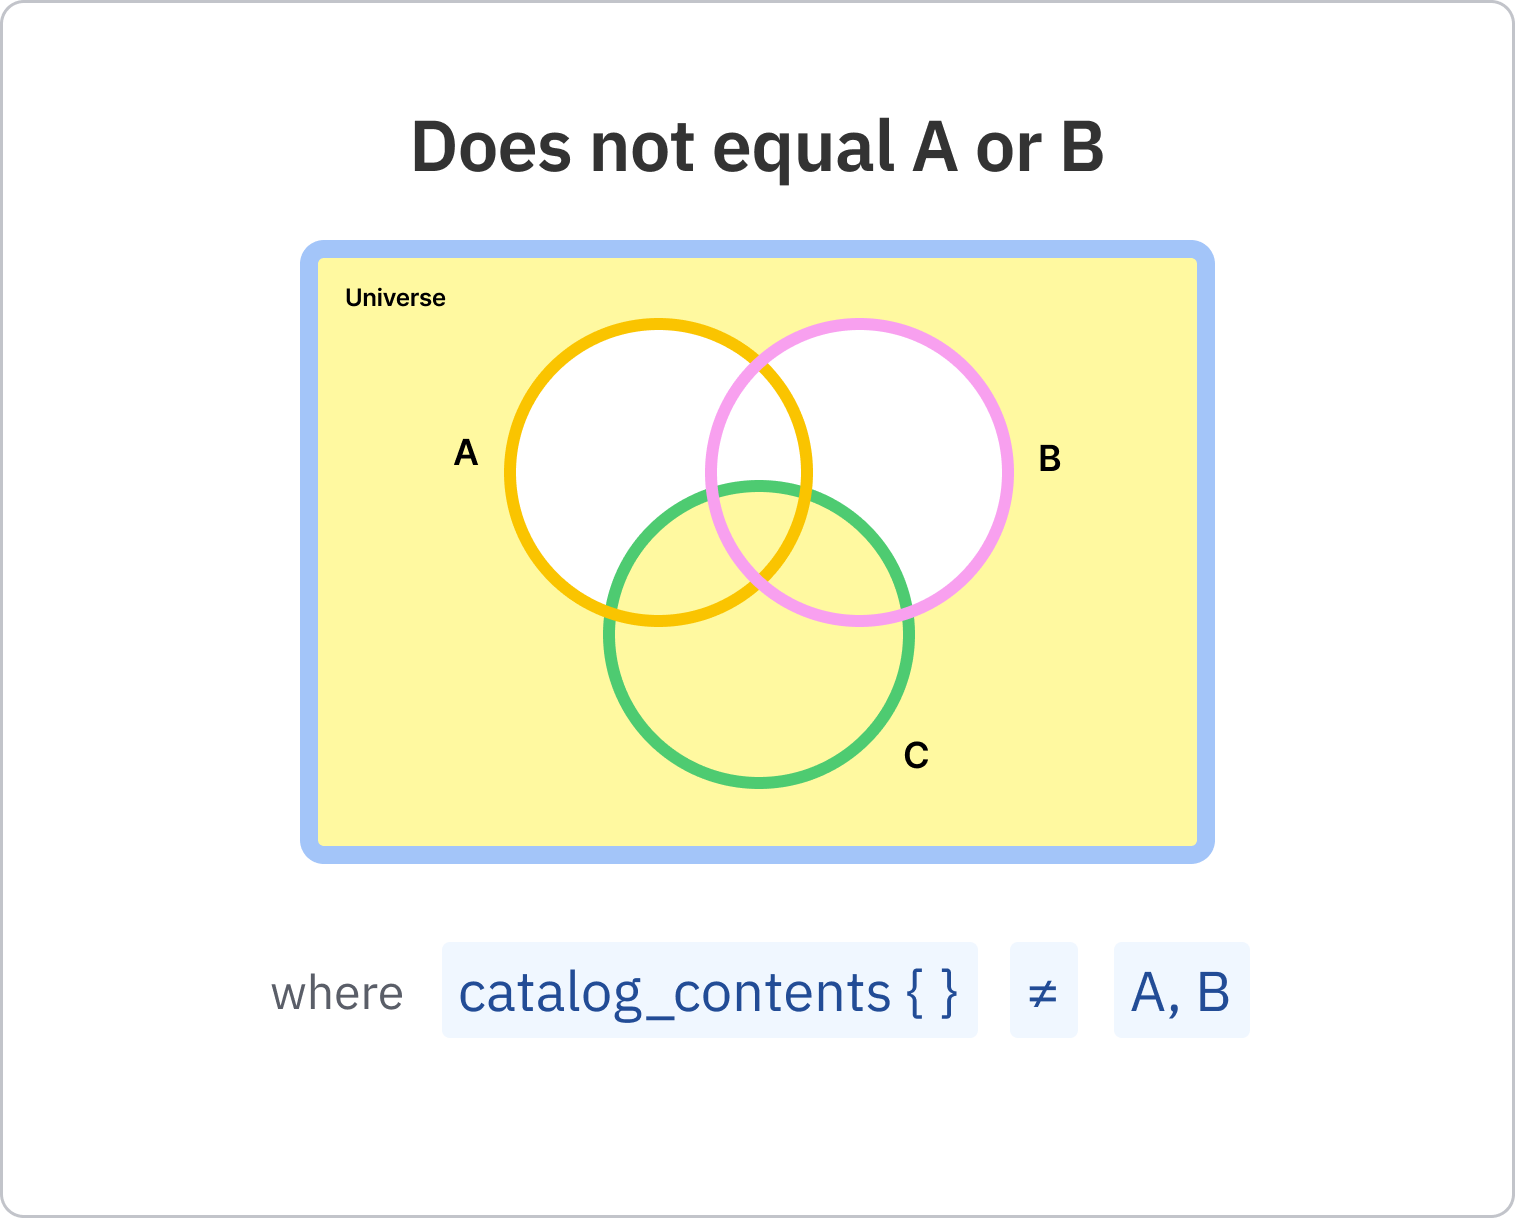 Does not equal A or B
Universe
A
B
C
where catalog_contents { } ≠ A, B